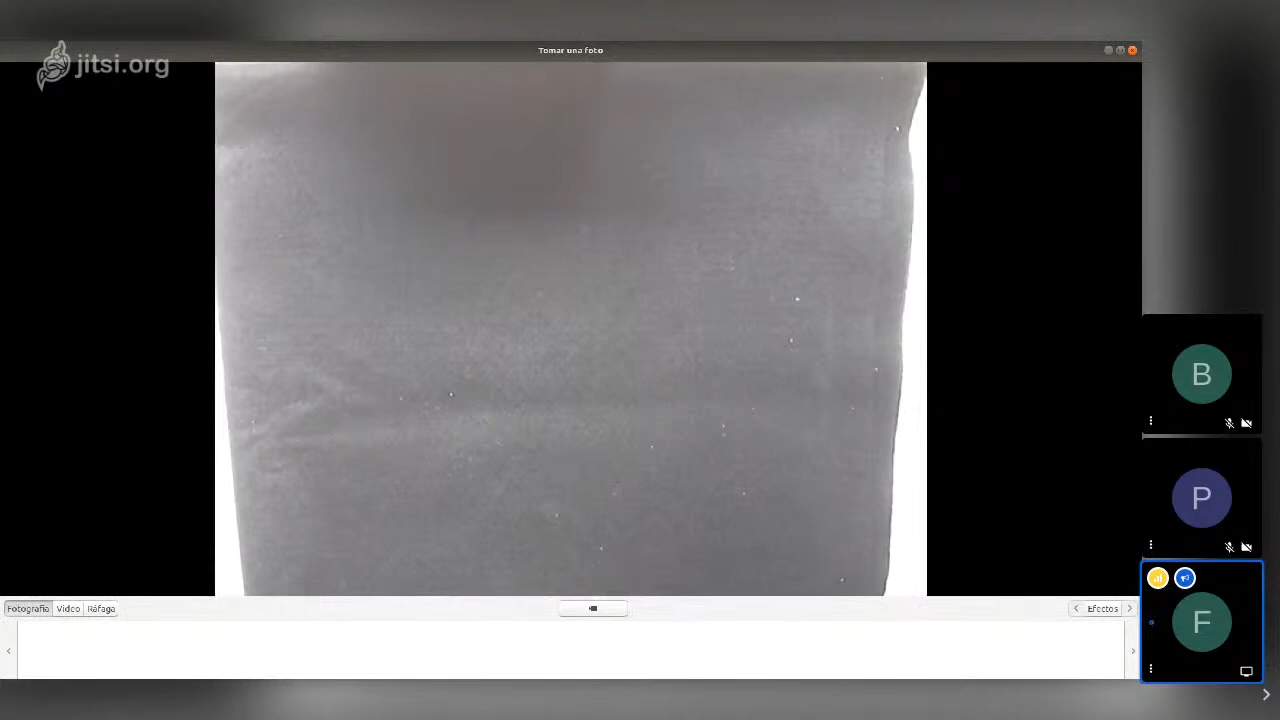 Tomar una foto
jitsi.org
B
P
Fotografía Vídeo Ráfaga
Efectos
F